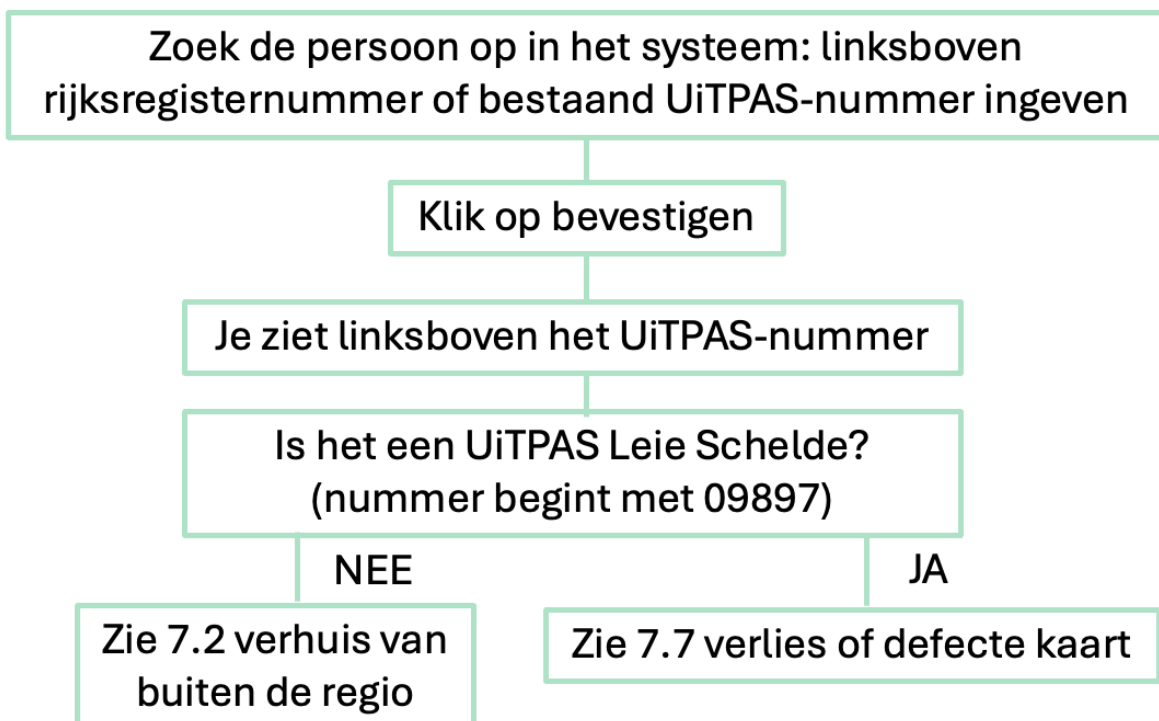 Zoek de persoon op in het systeem: linksboven
rijksregisternummer of bestaand UiTPAS-nummer ingeven
Klik op bevestigen
Je ziet linksboven het UiTPAS-nummer
Is het een UiTPAS Leie Schelde?
(nummer begint met 09897)
NEE
JA
Zie 7.2 verhuis van
buiten de regio
Zie 7.7 verlies of defecte kaart